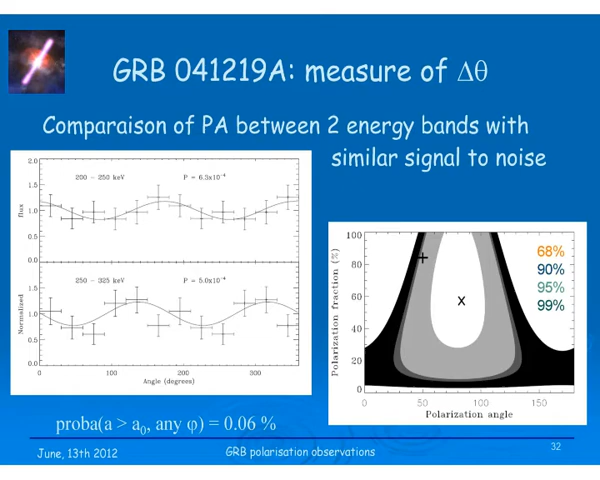 GRB 041219A: measure of Δθ
Comparaison of PA between 2 energy bands with
similar signal to noise
200 - 250 keV P = 6.3x10⁻⁴
2.0
1.5
1.0
0.5
0.0
flux
250 - 325 keV P = 5.0x10⁻⁴
1.5
1.0
0.5
0.0
Normalized
0 100 200 300
Angle (degrees)
100
80
60
40
20
0
Polarization fraction (%)
68%
90%
95%
99%
0 50 100 150
Polarization angle
proba(a > a₀, any φ) = 0.06 %
June, 13th 2012
GRB polarisation observations
32